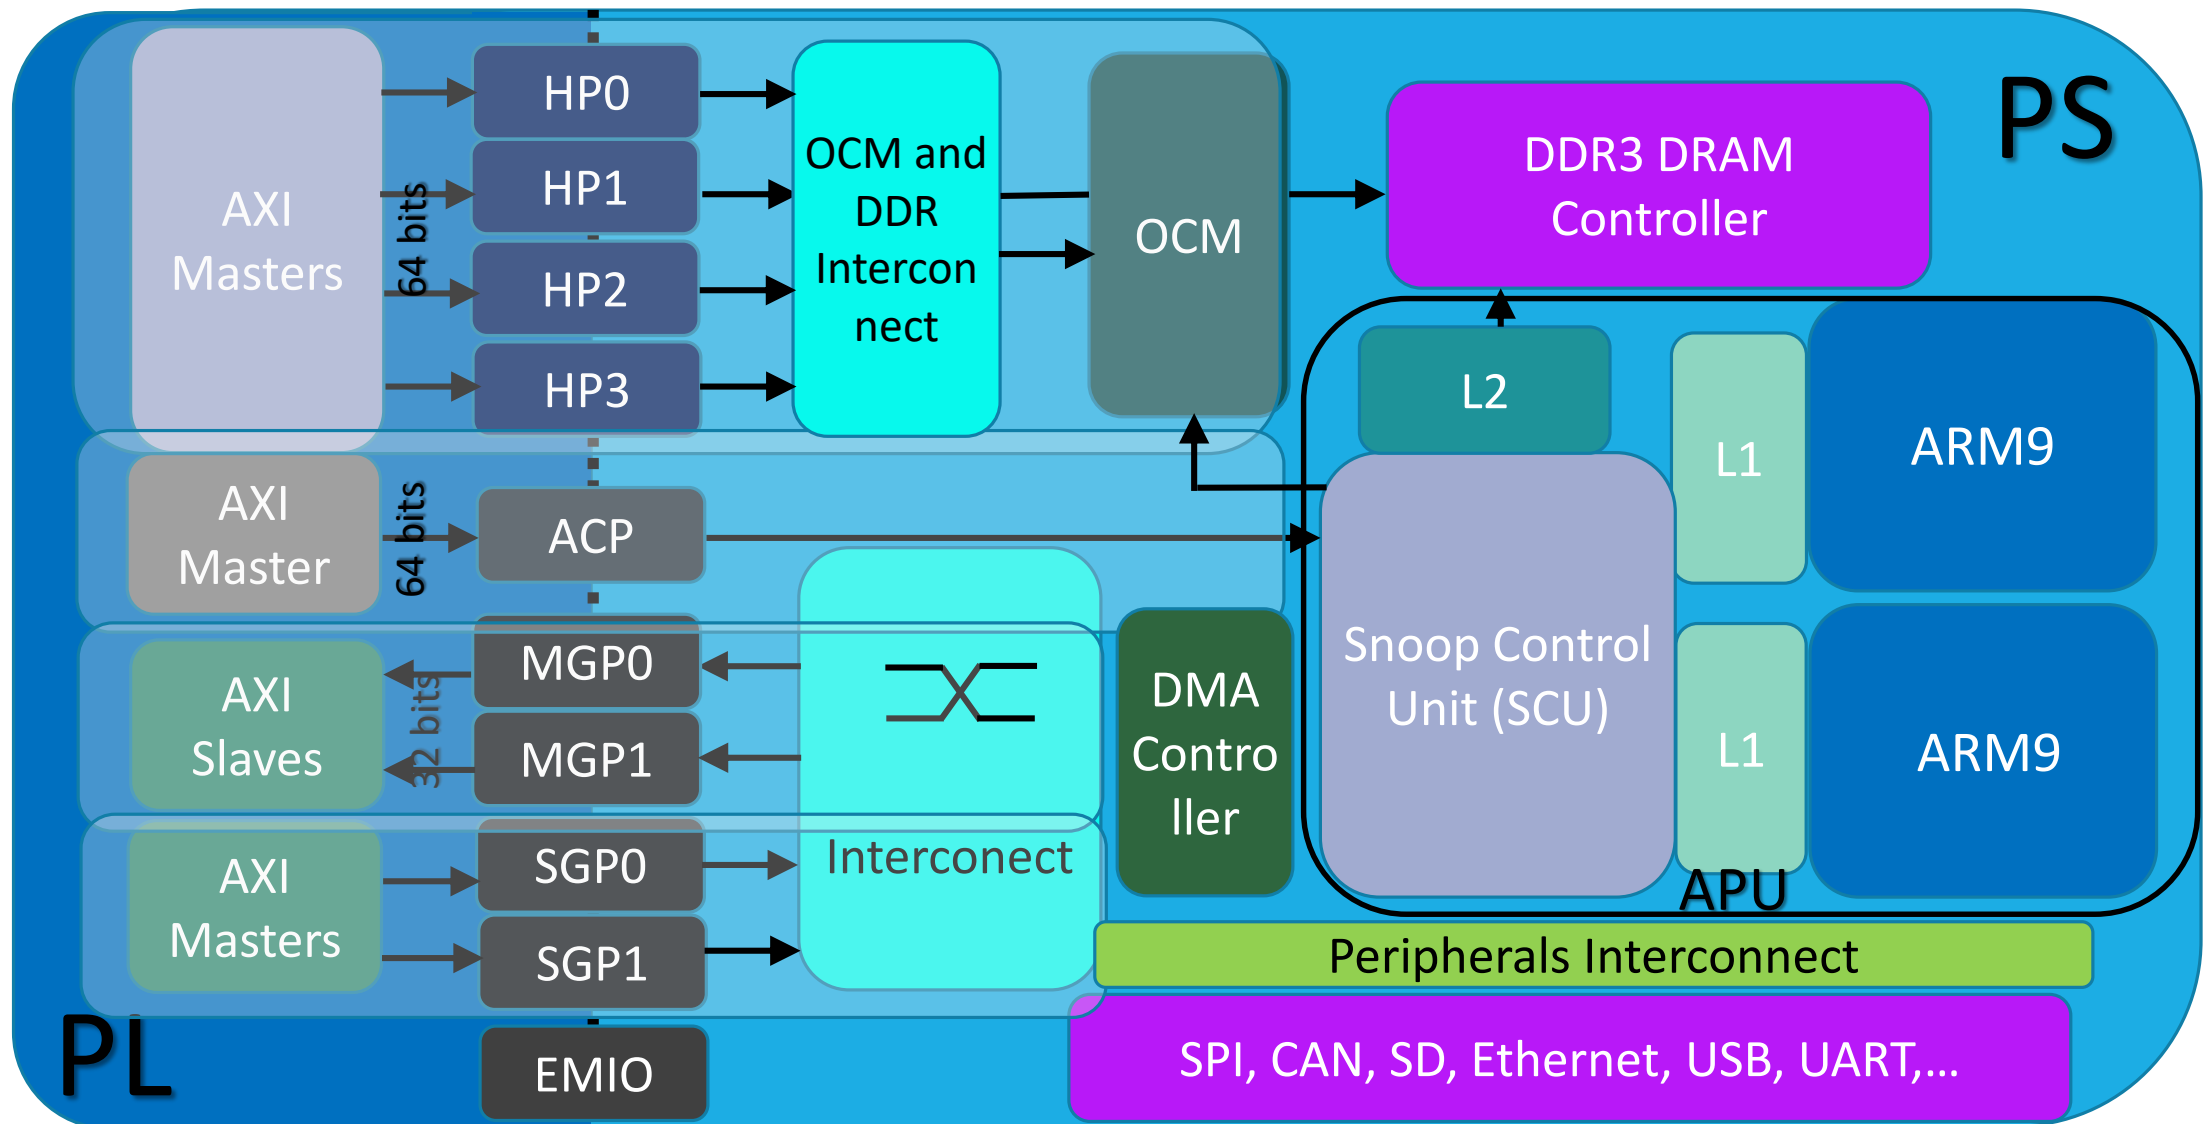 PS
AXI
Masters
64 bits
HP0
HP1
HP2
HP3
OCM and
DDR
Intercon
nect
OCM
DDR3 DRAM
Controller
L2
L1
ARM9
AXI
Master
64 bits
ACP
Snoop Control
Unit (SCU)
L1
ARM9
APU
AXI
Slaves
32 bits
MGP0
MGP1
DMA
Contro
ller
AXI
Masters
SGP0
SGP1
Interconect
Peripherals Interconnect
PL
EMIO
SPI, CAN, SD, Ethernet, USB, UART,...